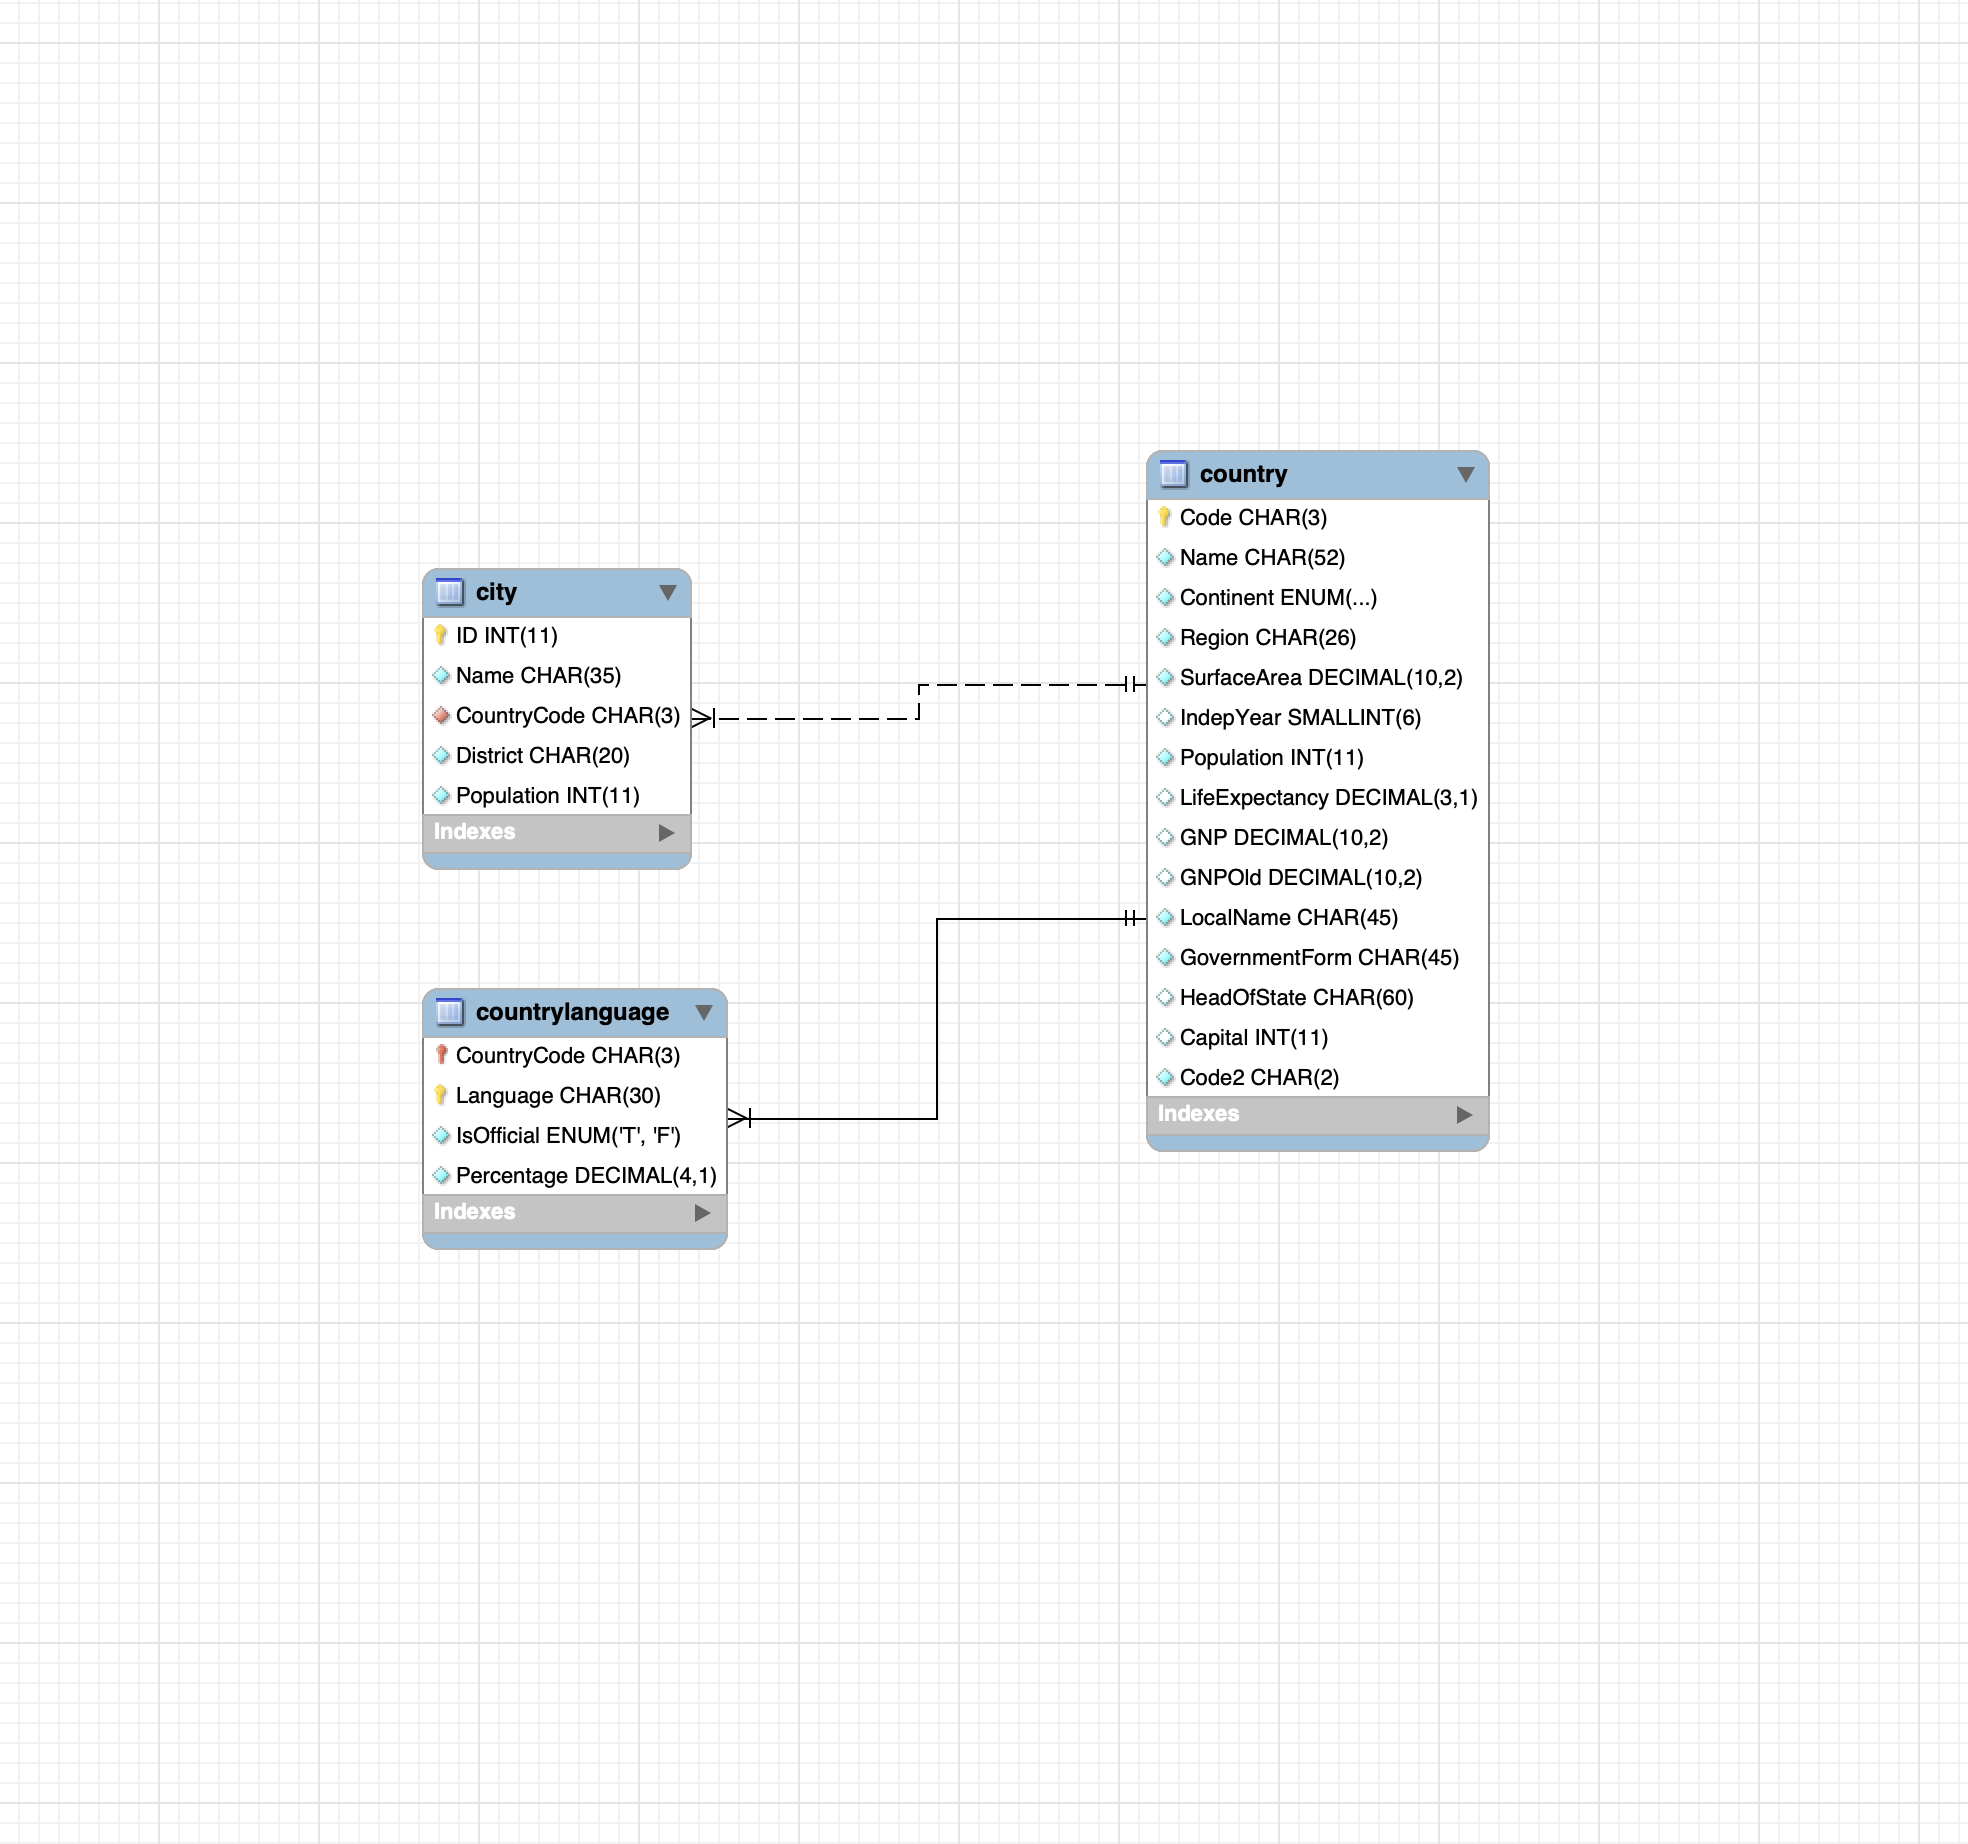 city
ID INT(11)
Name CHAR(35)
CountryCode CHAR(3)
District CHAR(20)
Population INT(11)
Indexes
countrylanguage
CountryCode CHAR(3)
Language CHAR(30)
IsOfficial ENUM('T', 'F')
Percentage DECIMAL(4,1)
Indexes
country
Code CHAR(3)
Name CHAR(52)
Continent ENUM(...)
Region CHAR(26)
SurfaceArea DECIMAL(10,2)
IndepYear SMALLINT(6)
Population INT(11)
LifeExpectancy DECIMAL(3,1)
GNP DECIMAL(10,2)
GNPOld DECIMAL(10,2)
LocalName CHAR(45)
GovernmentForm CHAR(45)
HeadOfState CHAR(60)
Capital INT(11)
Code2 CHAR(2)
Indexes